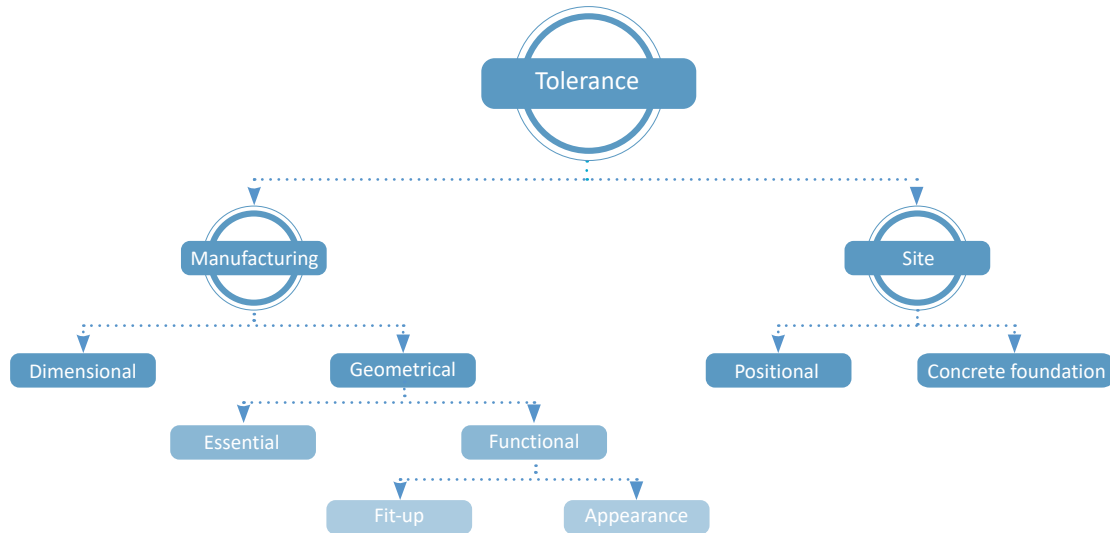 Tolerance
Manufacturing
Site
Dimensional
Geometrical
Positional
Concrete foundation
Essential
Functional
Fit-up
Appearance